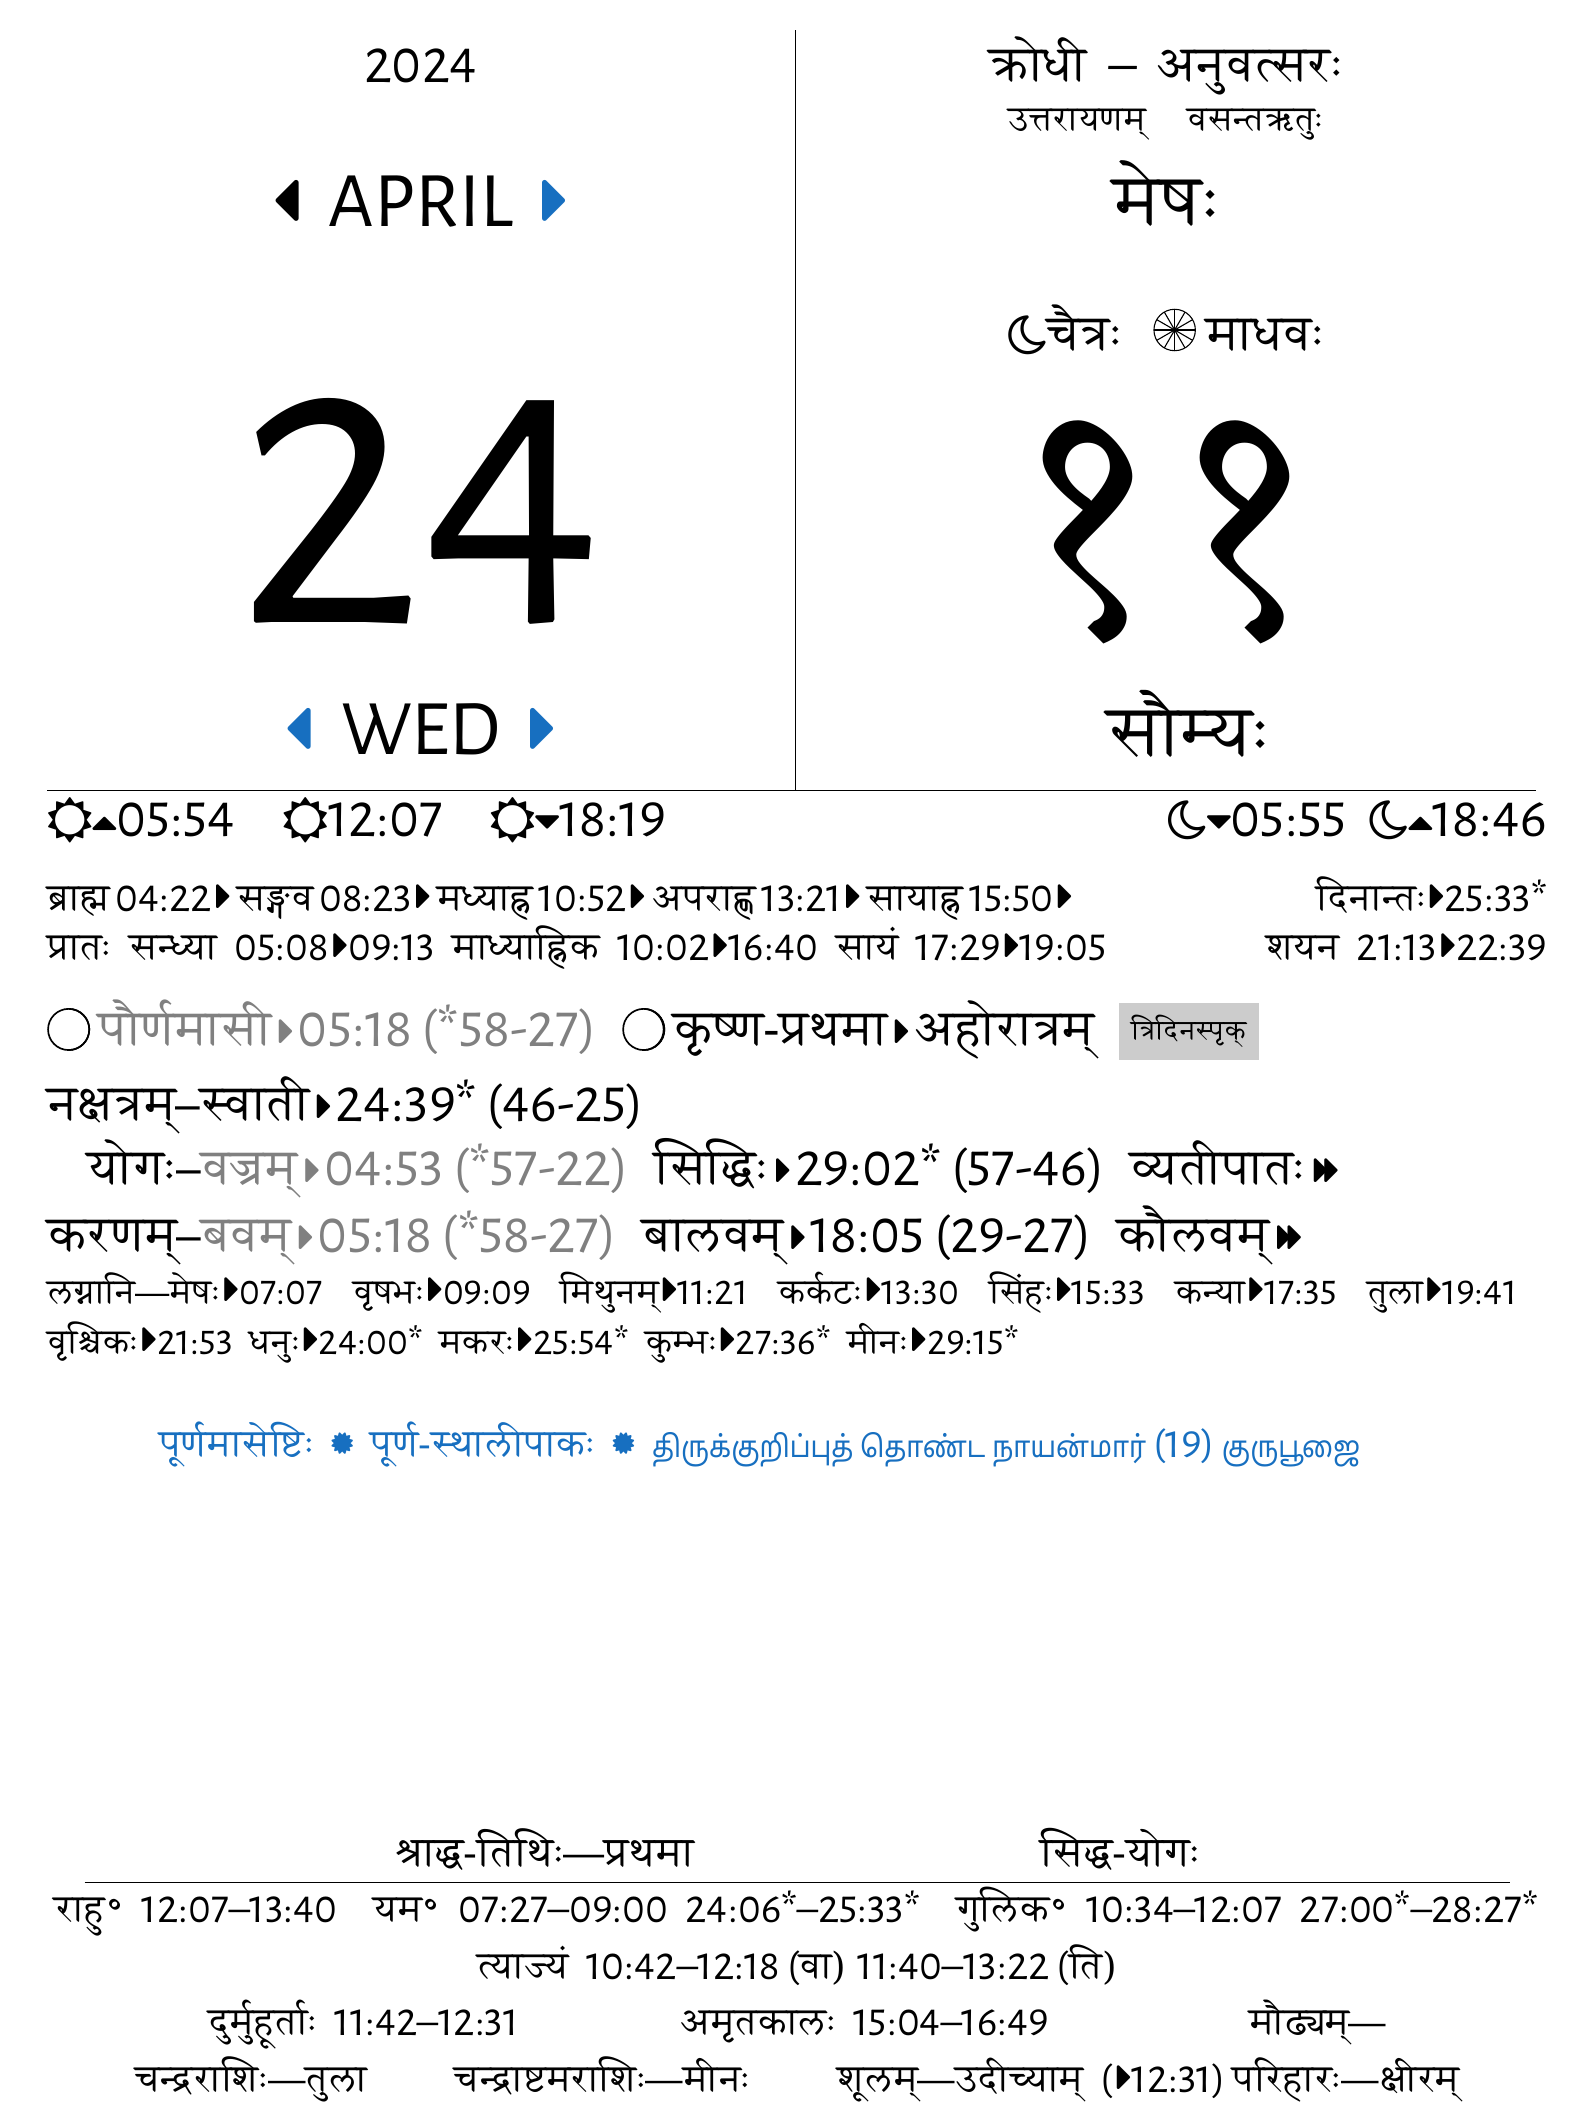 2024
APRIL
24
WED
क्रोधी – अनुवत्सरः
उत्तरायणम् वसन्तऋतुः
मेषः
चैत्रः माधवः
११
सौम्यः
05:54 12:07 18:19 05:55 18:46
ब्राह्म 04:22 सङ्गव 08:23 मध्याह्न 10:52 अपराह्ण 13:21 सायाह्न 15:50 दिनान्तः 25:33*
प्रातः सन्ध्या 05:08 09:13 माध्याह्निक 10:02 16:40 सायं 17:29 19:05 शयन 21:13 22:39
पौर्णमासी 05:18 (*58-27) कृष्ण-प्रथमा अहोरात्रम् त्रिदिनस्पृक्
नक्षत्रम्–स्वाती 24:39* (46-25)
योगः–वज्रम् 04:53 (*57-22) सिद्धिः 29:02* (57-46) व्यतीपातः
करणम्–बवम् 05:18 (*58-27) बालवम् 18:05 (29-27) कौलवम्
लग्नानि—मेषः 07:07 वृषभः 09:09 मिथुनम् 11:21 कर्कटः 13:30 सिंहः 15:33 कन्या 17:35 तुला 19:41
वृश्चिकः 21:53 धनुः 24:00* मकरः 25:54* कुम्भः 27:36* मीनः 29:15*
पूर्णमासेष्टिः ✹ पूर्ण-स्थालीपाकः ✹ திருக்குறிப்புத் தொண்ட நாயன்மார் (19) குருபூஜை
श्राद्ध-तिथिः—प्रथमा सिद्ध-योगः
राहु॰ 12:07–13:40 यम॰ 07:27–09:00 24:06*–25:33* गुलिक॰ 10:34–12:07 27:00*–28:27*
त्याज्यं 10:42–12:18 (वा) 11:40–13:22 (ति)
दुर्मुहूर्ताः 11:42–12:31 अमृतकालः 15:04–16:49 मौढ्यम्—
चन्द्रराशिः—तुला चन्द्राष्टमराशिः—मीनः शूलम्—उदीच्याम् (12:31) परिहारः—क्षीरम्